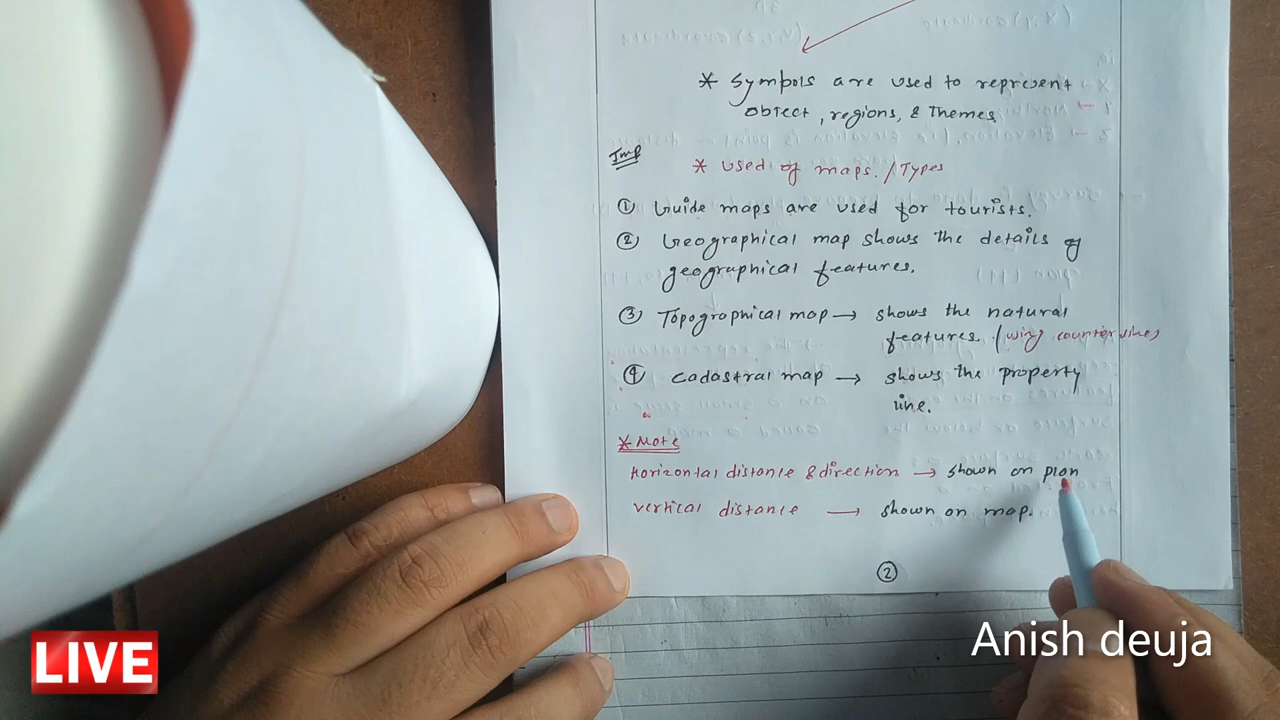 * Symbols are used to reprwent
obtect, regions, & Themes
Imp
* Used of maps. / Types
① Guide maps are used for tourists.
② Geographical map shows the details of
geographical features.
③ Topographical map → shows the natural
features. (using counter lines)
④ Cadastral map → shows the property
line.
* Note
Horizontal distance & direction → shown on plan
vertical distance → shown on map.
②
LIVE
Anish deuja